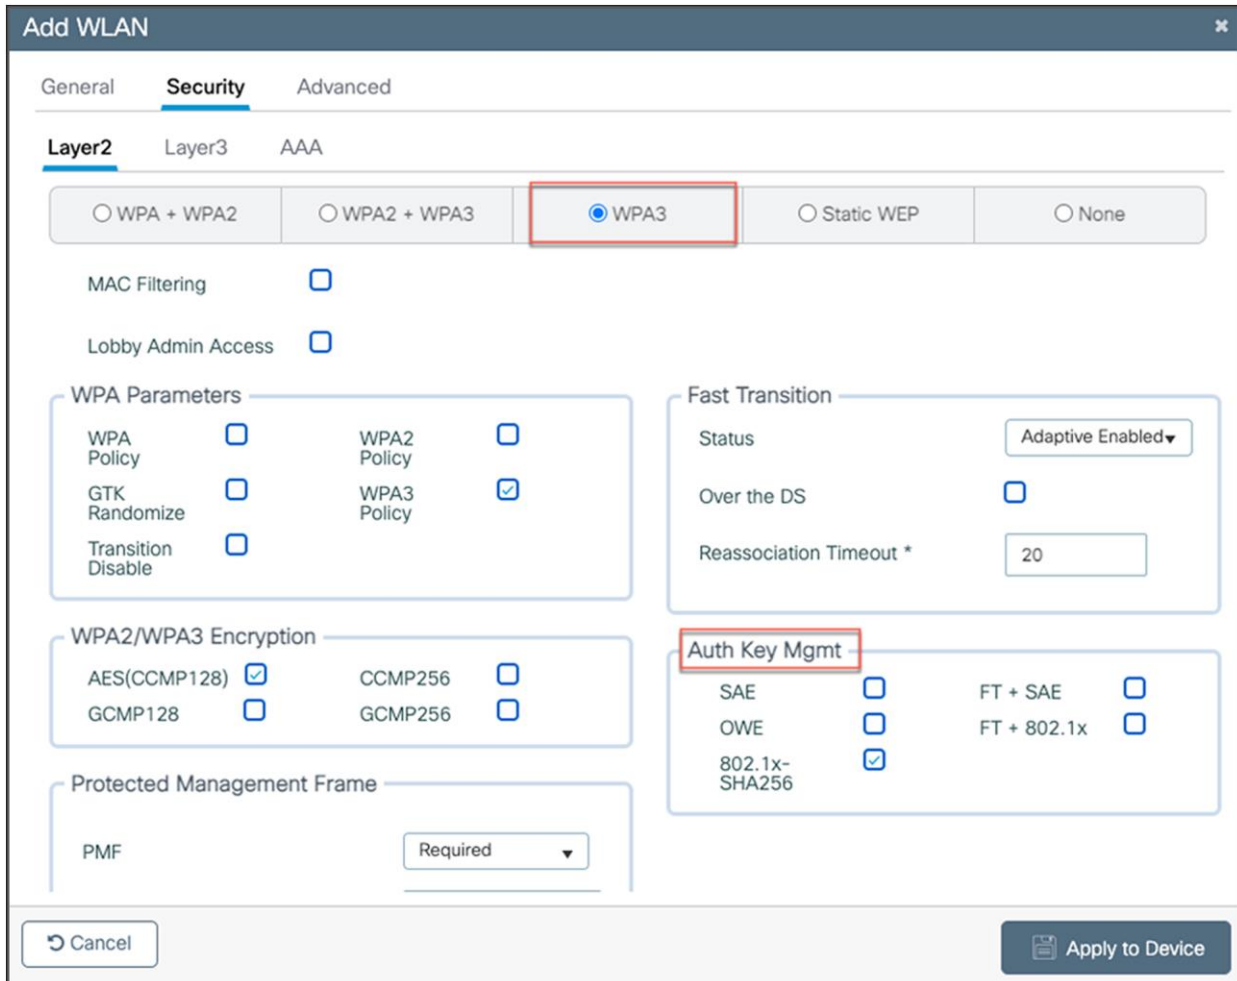 Add WLAN
General Security Advanced
Layer2 Layer3 AAA
WPA + WPA2 WPA2 + WPA3 WPA3 Static WEP None
MAC Filtering
Lobby Admin Access
WPA Parameters
WPA
Policy
WPA2
Policy
GTK
Randomize
WPA3
Policy
Transition
Disable
Fast Transition
Status Adaptive Enabled
Over the DS
Reassociation Timeout * 20
WPA2/WPA3 Encryption
AES(CCMP128) CCMP256
GCMP128 GCMP256
Auth Key Mgmt
SAE FT + SAE
OWE FT + 802.1x
802.1x-
SHA256
Protected Management Frame
PMF Required
Cancel Apply to Device